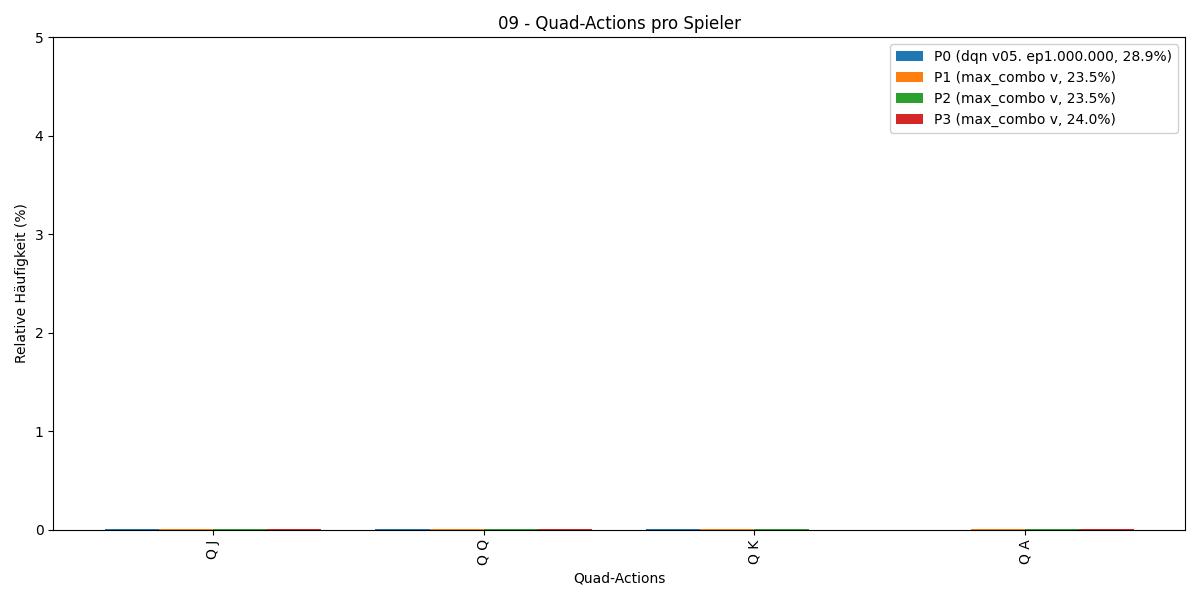 09 - Quad-Actions pro Spieler
P0 (dqn v05. ep1.000.000, 28.9%)
P1 (max_combo v, 23.5%)
P2 (max_combo v, 23.5%)
P3 (max_combo v, 24.0%)
Relative Häufigkeit (%)
5
4
3
2
1
0
Q J
Q Q
Q K
Q A
Quad-Actions